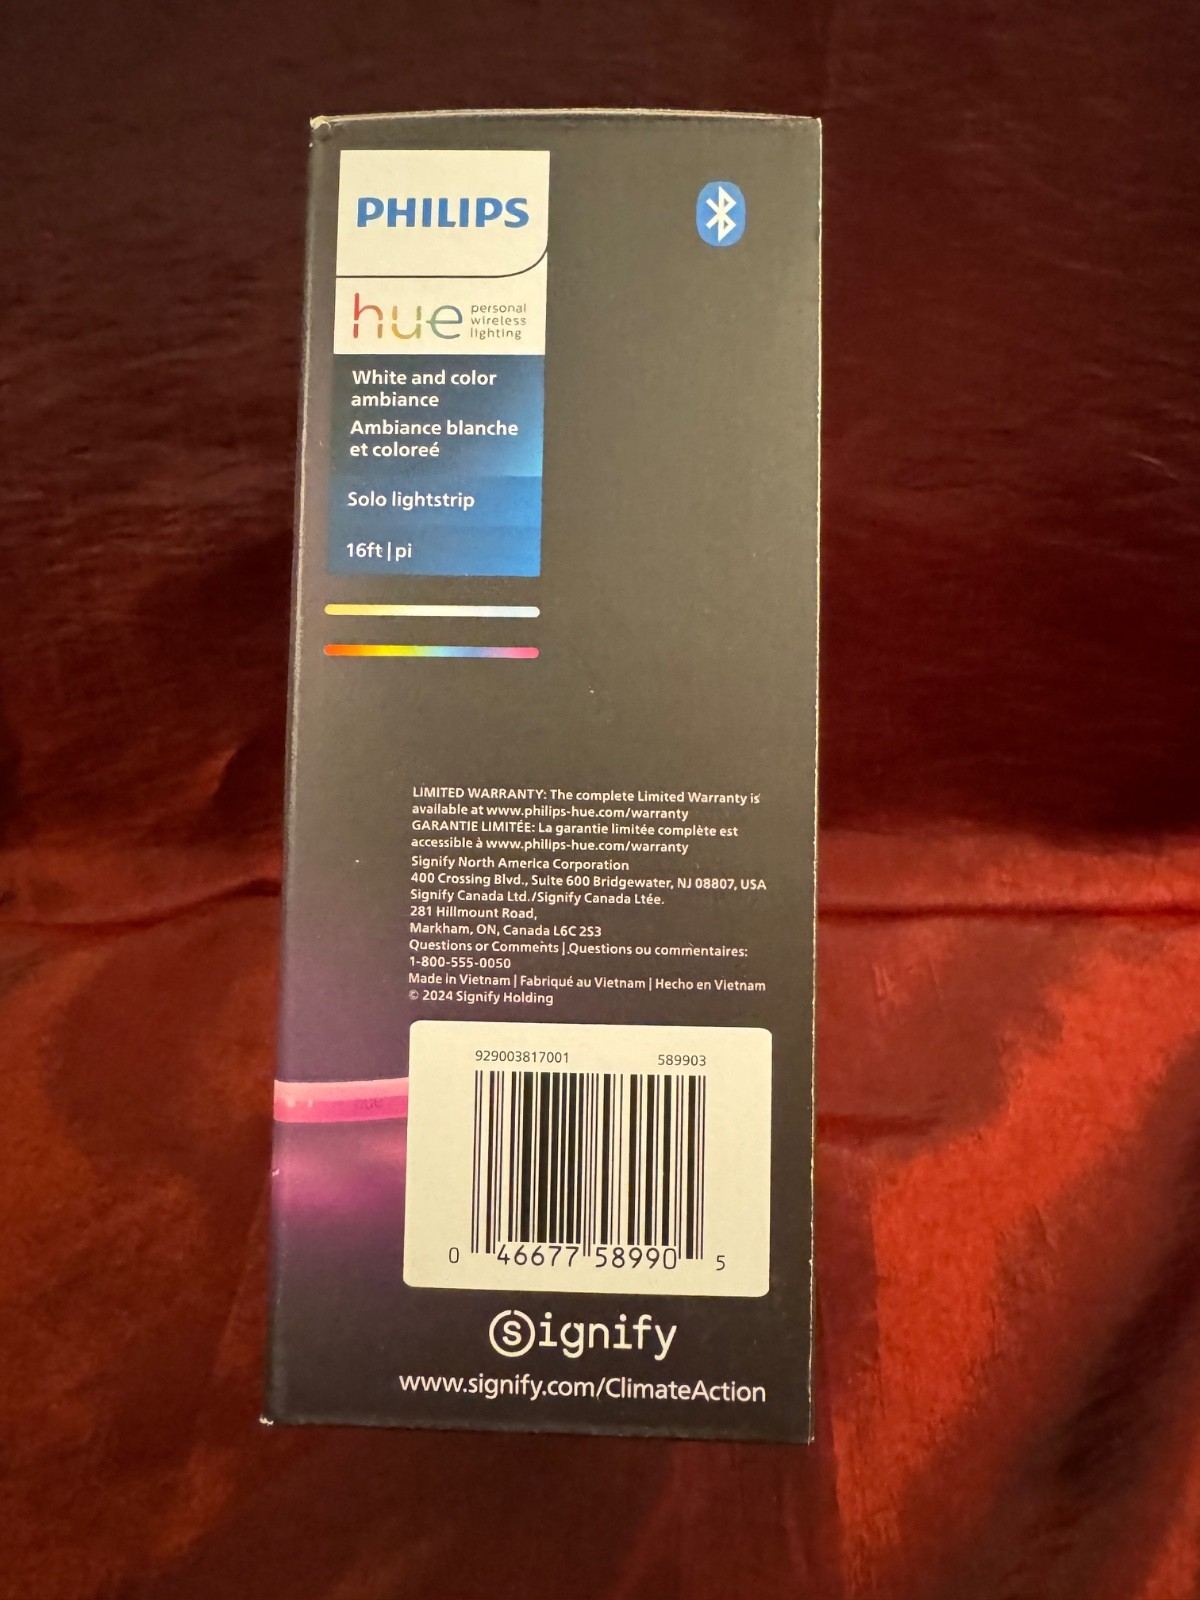 PHILIPS
hue personal
wireless
lighting
White and color
ambiance
Ambiance blanche
et coloreé
Solo lightstrip
16ft | pi
LIMITED WARRANTY: The complete Limited Warranty is
available at www.philips-hue.com/warranty
GARANTIE LIMITÉE: La garantie limitée complète est
accessible à www.philips-hue.com/warranty
Signify North America Corporation
400 Crossing Blvd., Suite 600 Bridgewater, NJ 08807, USA
Signify Canada Ltd./Signify Canada Ltée.
281 Hillmount Road,
Markham, ON, Canada L6C 2S3
Questions or Comments | Questions ou commentaires:
1-800-555-0050
Made in Vietnam | Fabriqué au Vietnam | Hecho en Vietnam
© 2024 Signify Holding
929003817001 589903
hue
0 46677 58990 5
Signify
www.signify.com/ClimateAction